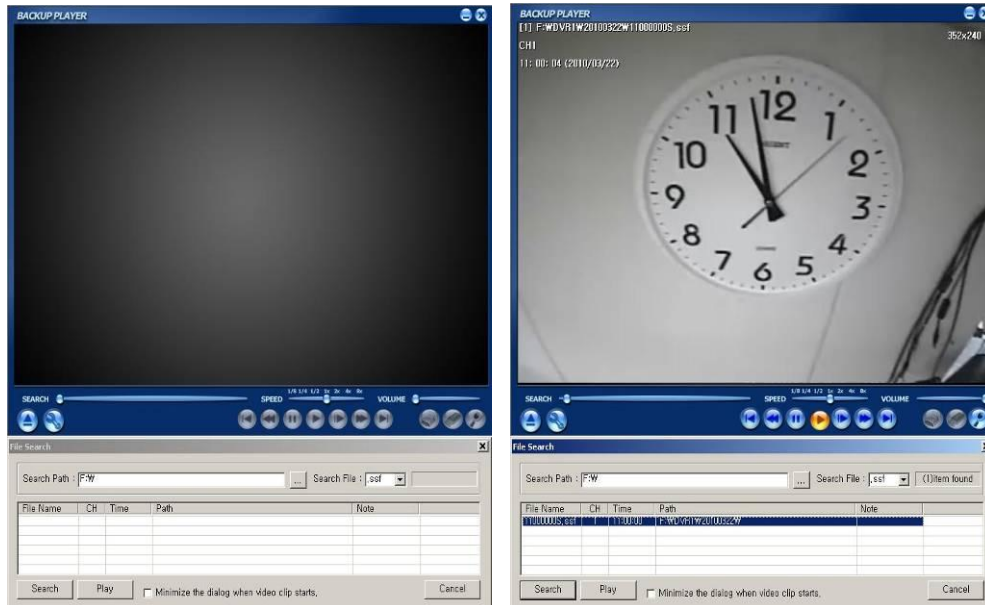 BACKUP PLAYER
SEARCH
SPEED
1/8 1/4 1/2 1x 2x 4x 8x
VOLUME
File Search
Search Path : F:₩
...
Search File : .ssf
File Name CH Time Path Note
Search
Play
Minimize the dialog when video clip starts,
Cancel
BACKUP PLAYER
[1] F:₩DVR1₩20100322₩11000000S,ssf
352x240
CH1
11: 00: 04 (2010/03/22)
12
11
1
10
2
9
3
8
4
7
6
5
SEARCH
SPEED
1/8 1/4 1/2 1x 2x 4x 8x
VOLUME
File Search
Search Path : F:₩
...
Search File : .ssf
(1)item found
File Name CH Time Path Note
11000000S,ssf 1 11:00:00 F:₩DVR1₩20100322₩
Search
Play
Minimize the dialog when video clip starts,
Cancel